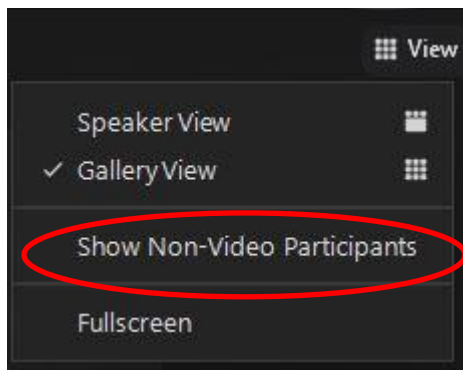 View
Speaker View
Gallery View
Show Non-Video Participants
Fullscreen